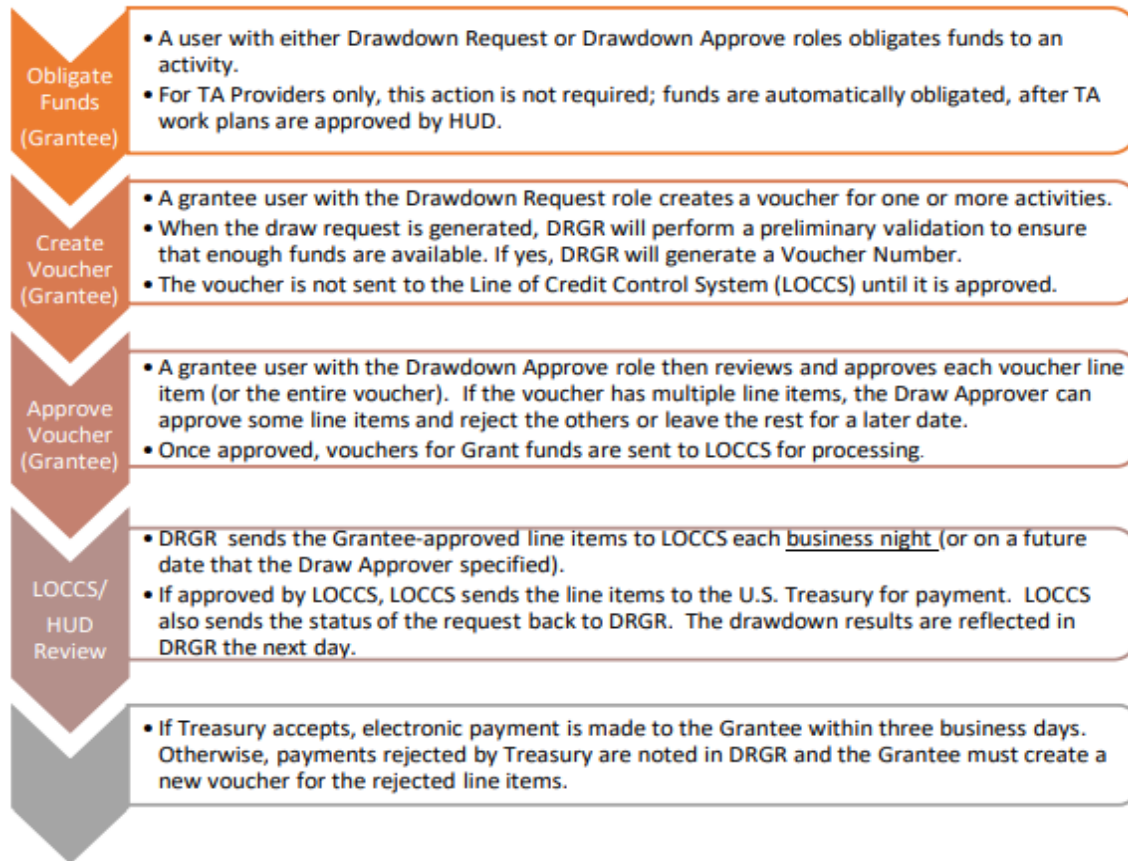 Obligate
Funds
(Grantee)
• A user with either Drawdown Request or Drawdown Approve roles obligates funds to an
activity.
• For TA Providers only, this action is not required; funds are automatically obligated, after TA
work plans are approved by HUD.
Create
Voucher
(Grantee)
• A grantee user with the Drawdown Request role creates a voucher for one or more activities.
• When the draw request is generated, DRGR will perform a preliminary validation to ensure
that enough funds are available. If yes, DRGR will generate a Voucher Number.
• The voucher is not sent to the Line of Credit Control System (LOCCS) until it is approved.
Approve
Voucher
(Grantee)
• A grantee user with the Drawdown Approve role then reviews and approves each voucher line
item (or the entire voucher). If the voucher has multiple line items, the Draw Approver can
approve some line items and reject the others or leave the rest for a later date.
• Once approved, vouchers for Grant funds are sent to LOCCS for processing.
LOCCS/
HUD
Review
• DRGR sends the Grantee-approved line items to LOCCS each business night (or on a future
date that the Draw Approver specified).
• If approved by LOCCS, LOCCS sends the line items to the U.S. Treasury for payment. LOCCS
also sends the status of the request back to DRGR. The drawdown results are reflected in
DRGR the next day.
• If Treasury accepts, electronic payment is made to the Grantee within three business days.
Otherwise, payments rejected by Treasury are noted in DRGR and the Grantee must create a
new voucher for the rejected line items.